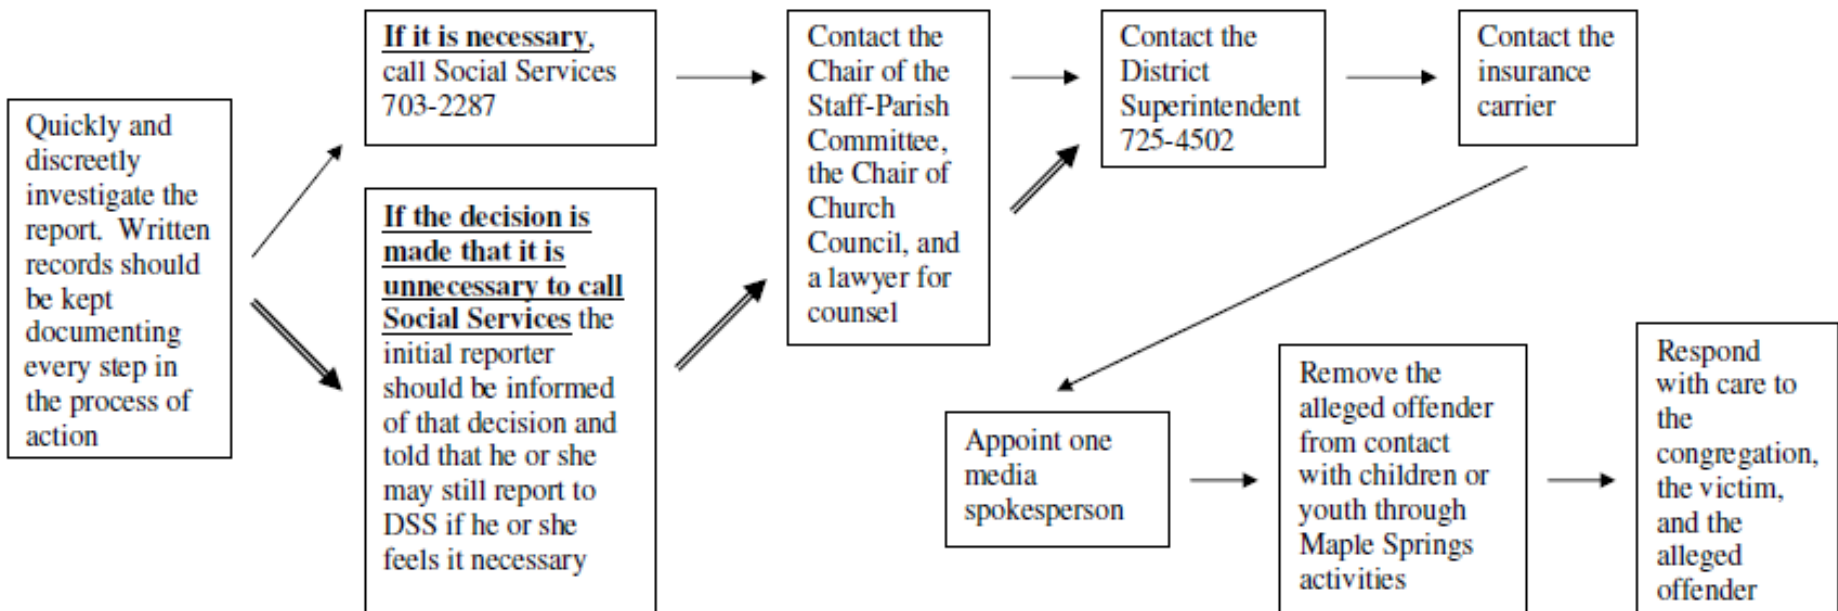 Quickly and
discreetly
investigate the
report.  Written
records should
be kept
documenting
every step in
the process of
action
If it is necessary,
call Social Services
703-2287
If the decision is
made that it is
unnecessary to call
Social Services the
initial reporter
should be informed
of that decision and
told that he or she
may still report to
DSS if he or she
feels it necessary
Contact the
Chair of the
Staff-Parish
Committee,
the Chair of
Church
Council, and
a lawyer for
counsel
Contact the
District
Superintendent
725-4502
Contact the
insurance
carrier
Appoint one
media
spokesperson
Remove the
alleged offender
from contact
with children or
youth through
Maple Springs
activities
Respond
with care to
the
congregation,
the victim,
and the
alleged
offender